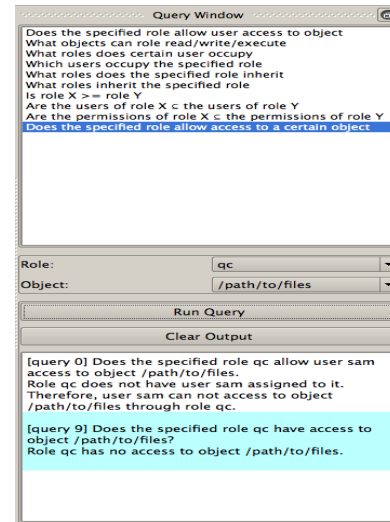 Query Window
Does the specified role allow user access to object
What objects can role read/write/execute
What roles does certain user occupy
Which users occupy the specified role
What roles does the specified role inherit
What roles inherit the specified role
Is role X >= role Y
Are the users of role X ⊆ the users of role Y
Are the permissions of role X ⊆ the permissions of role Y
Does the specified role allow access to a certain object
Role: qc
Object: /path/to/files
Run Query
Clear Output
[query 0] Does the specified role qc allow user sam
access to object /path/to/files.
Role qc does not have user sam assigned to it.
Therefore, user sam can not access to object
/path/to/files through role qc.
[query 9] Does the specified role qc have access to
object /path/to/files?
Role qc has no access to object /path/to/files.